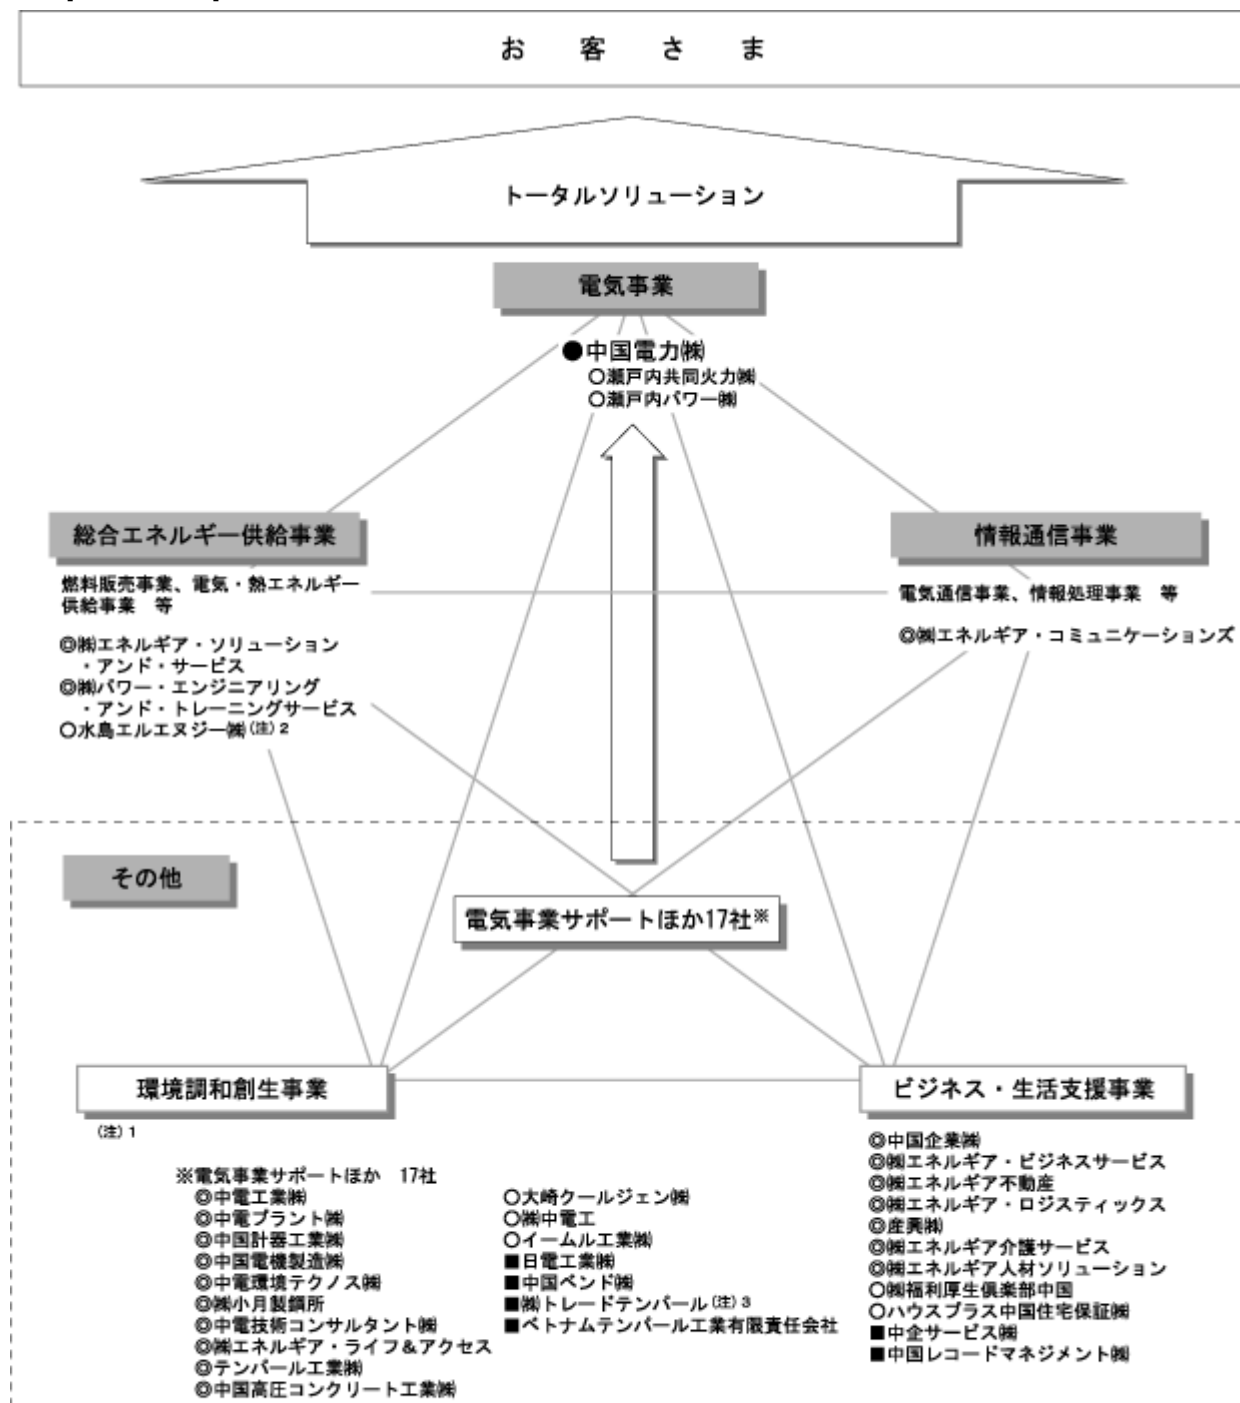 お客さま
トータルソリューション
電気事業
●中国電力㈱
○瀬戸内共同火力㈱
○瀬戸内パワー㈱
総合エネルギー供給事業
燃料販売事業、電気・熱エネルギー
供給事業 等
◎㈱エネルギア・ソリューション
・アンド・サービス
◎㈱パワー・エンジニアリング
・アンド・トレーニングサービス
○水島エルエヌジー㈱(注)2
情報通信事業
電気通信事業、情報処理事業 等
◎㈱エネルギア・コミュニケーションズ
その他
電気事業サポートほか17社※
環境調和創生事業
(注)1
ビジネス・生活支援事業
◎中国企業㈱
◎㈱エネルギア・ビジネスサービス
◎㈱エネルギア不動産
◎㈱エネルギア・ロジスティックス
◎産興㈱
◎㈱エネルギア介護サービス
◎㈱エネルギア人材ソリューション
○㈱福利厚生倶楽部中国
○ハウスプラス中国住宅保証㈱
■中企サービス㈱
■中国レコードマネジメント㈱
※電気事業サポートほか 17社
◎中電工業㈱
◎中電プラント㈱
◎中国計器工業㈱
◎中国電機製造㈱
◎中電環境テクノス㈱
◎㈱小月製鋼所
◎中電技術コンサルタント㈱
◎㈱エネルギア・ライフ＆アクセス
◎テンパール工業㈱
◎中国高圧コンクリート工業㈱
○大崎クールジェン㈱
○㈱中電工
○イームル工業㈱
■日電工業㈱
■中国ペンド㈱
■㈱トレードテンパール(注)3
■ベトナムテンパール工業有限責任会社